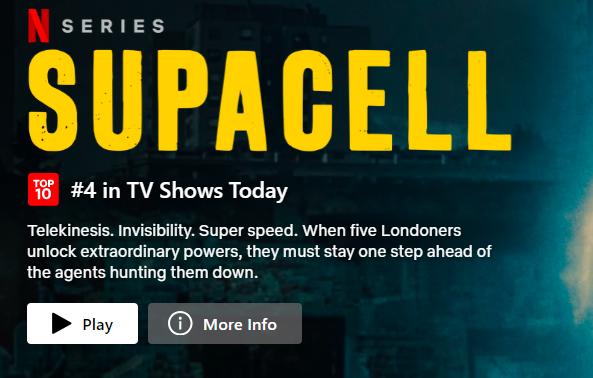 N SERIES
SUPACELL
TOP 10 #4 in TV Shows Today
Telekinesis. Invisibility. Super speed. When five Londoners
unlock extraordinary powers, they must stay one step ahead of
the agents hunting them down.
Play More Info